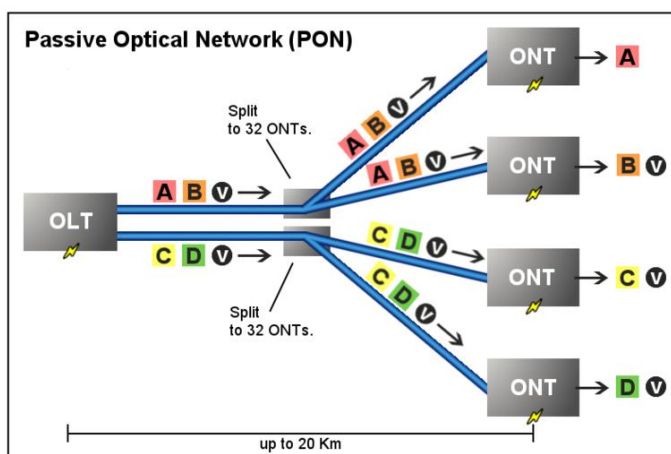 Passive Optical Network (PON)
ONT
A
Split
to 32 ONTs.
A B V
A B V
ONT
B V
A B V
OLT
C D V
C D V
ONT
C V
C D V
Split
to 32 ONTs.
ONT
D V
up to 20 Km